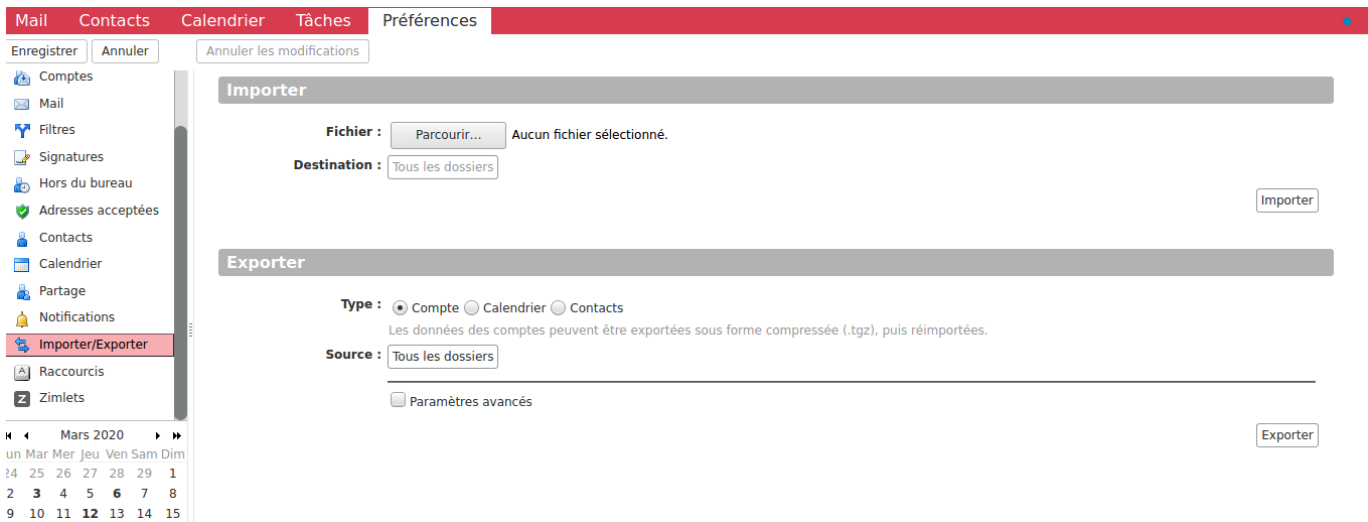 Mail Contacts Calendrier Tâches Préférences
Enregistrer Annuler Annuler les modifications
Comptes
Mail
Filtres
Signatures
Hors du bureau
Adresses acceptées
Contacts
Calendrier
Partage
Notifications
Importer/Exporter
A Raccourcis
Z Zimlets
Mars 2020
un Mar Mer Jeu Ven Sam Dim
24 25 26 27 28 29 1
2 3 4 5 6 7 8
9 10 11 12 13 14 15
Importer
Fichier : Parcourir... Aucun fichier sélectionné.
Destination : Tous les dossiers
Importer
Exporter
Type : Compte Calendrier Contacts
Les données des comptes peuvent être exportées sous forme compressée (.tgz), puis réimportées.
Source : Tous les dossiers
Paramètres avancés
Exporter